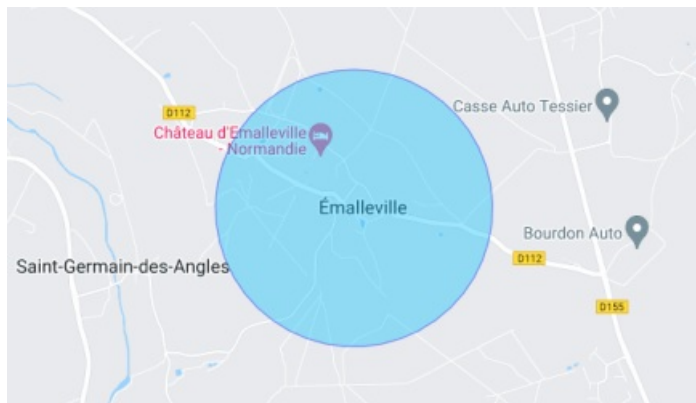 Casse Auto Tessier
D112
Château d'Emalleville
- Normandie
Émalleville
Bourdon Auto
D112
Saint-Germain-des-Angles
D155